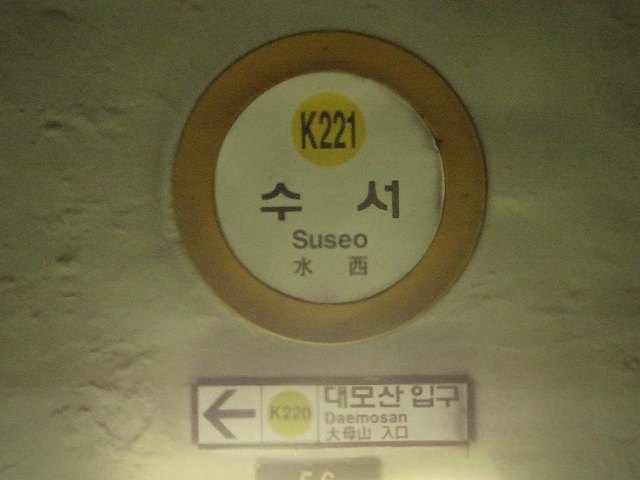 K221
수 서
Suseo
水 西
K220
대모산 입구
Daemosan
大母山 入口